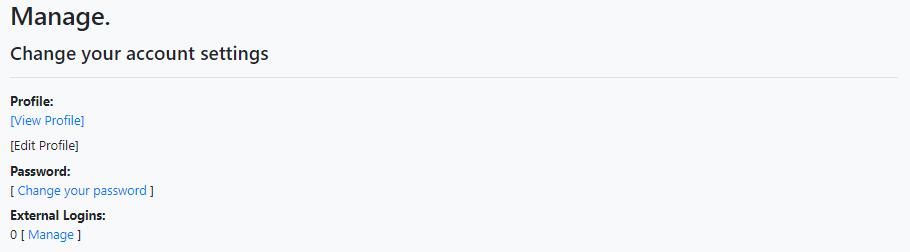 Manage.
Change your account settings
Profile:
[View Profile]
[Edit Profile]
Password:
[ Change your password ]
External Logins:
0 [ Manage ]